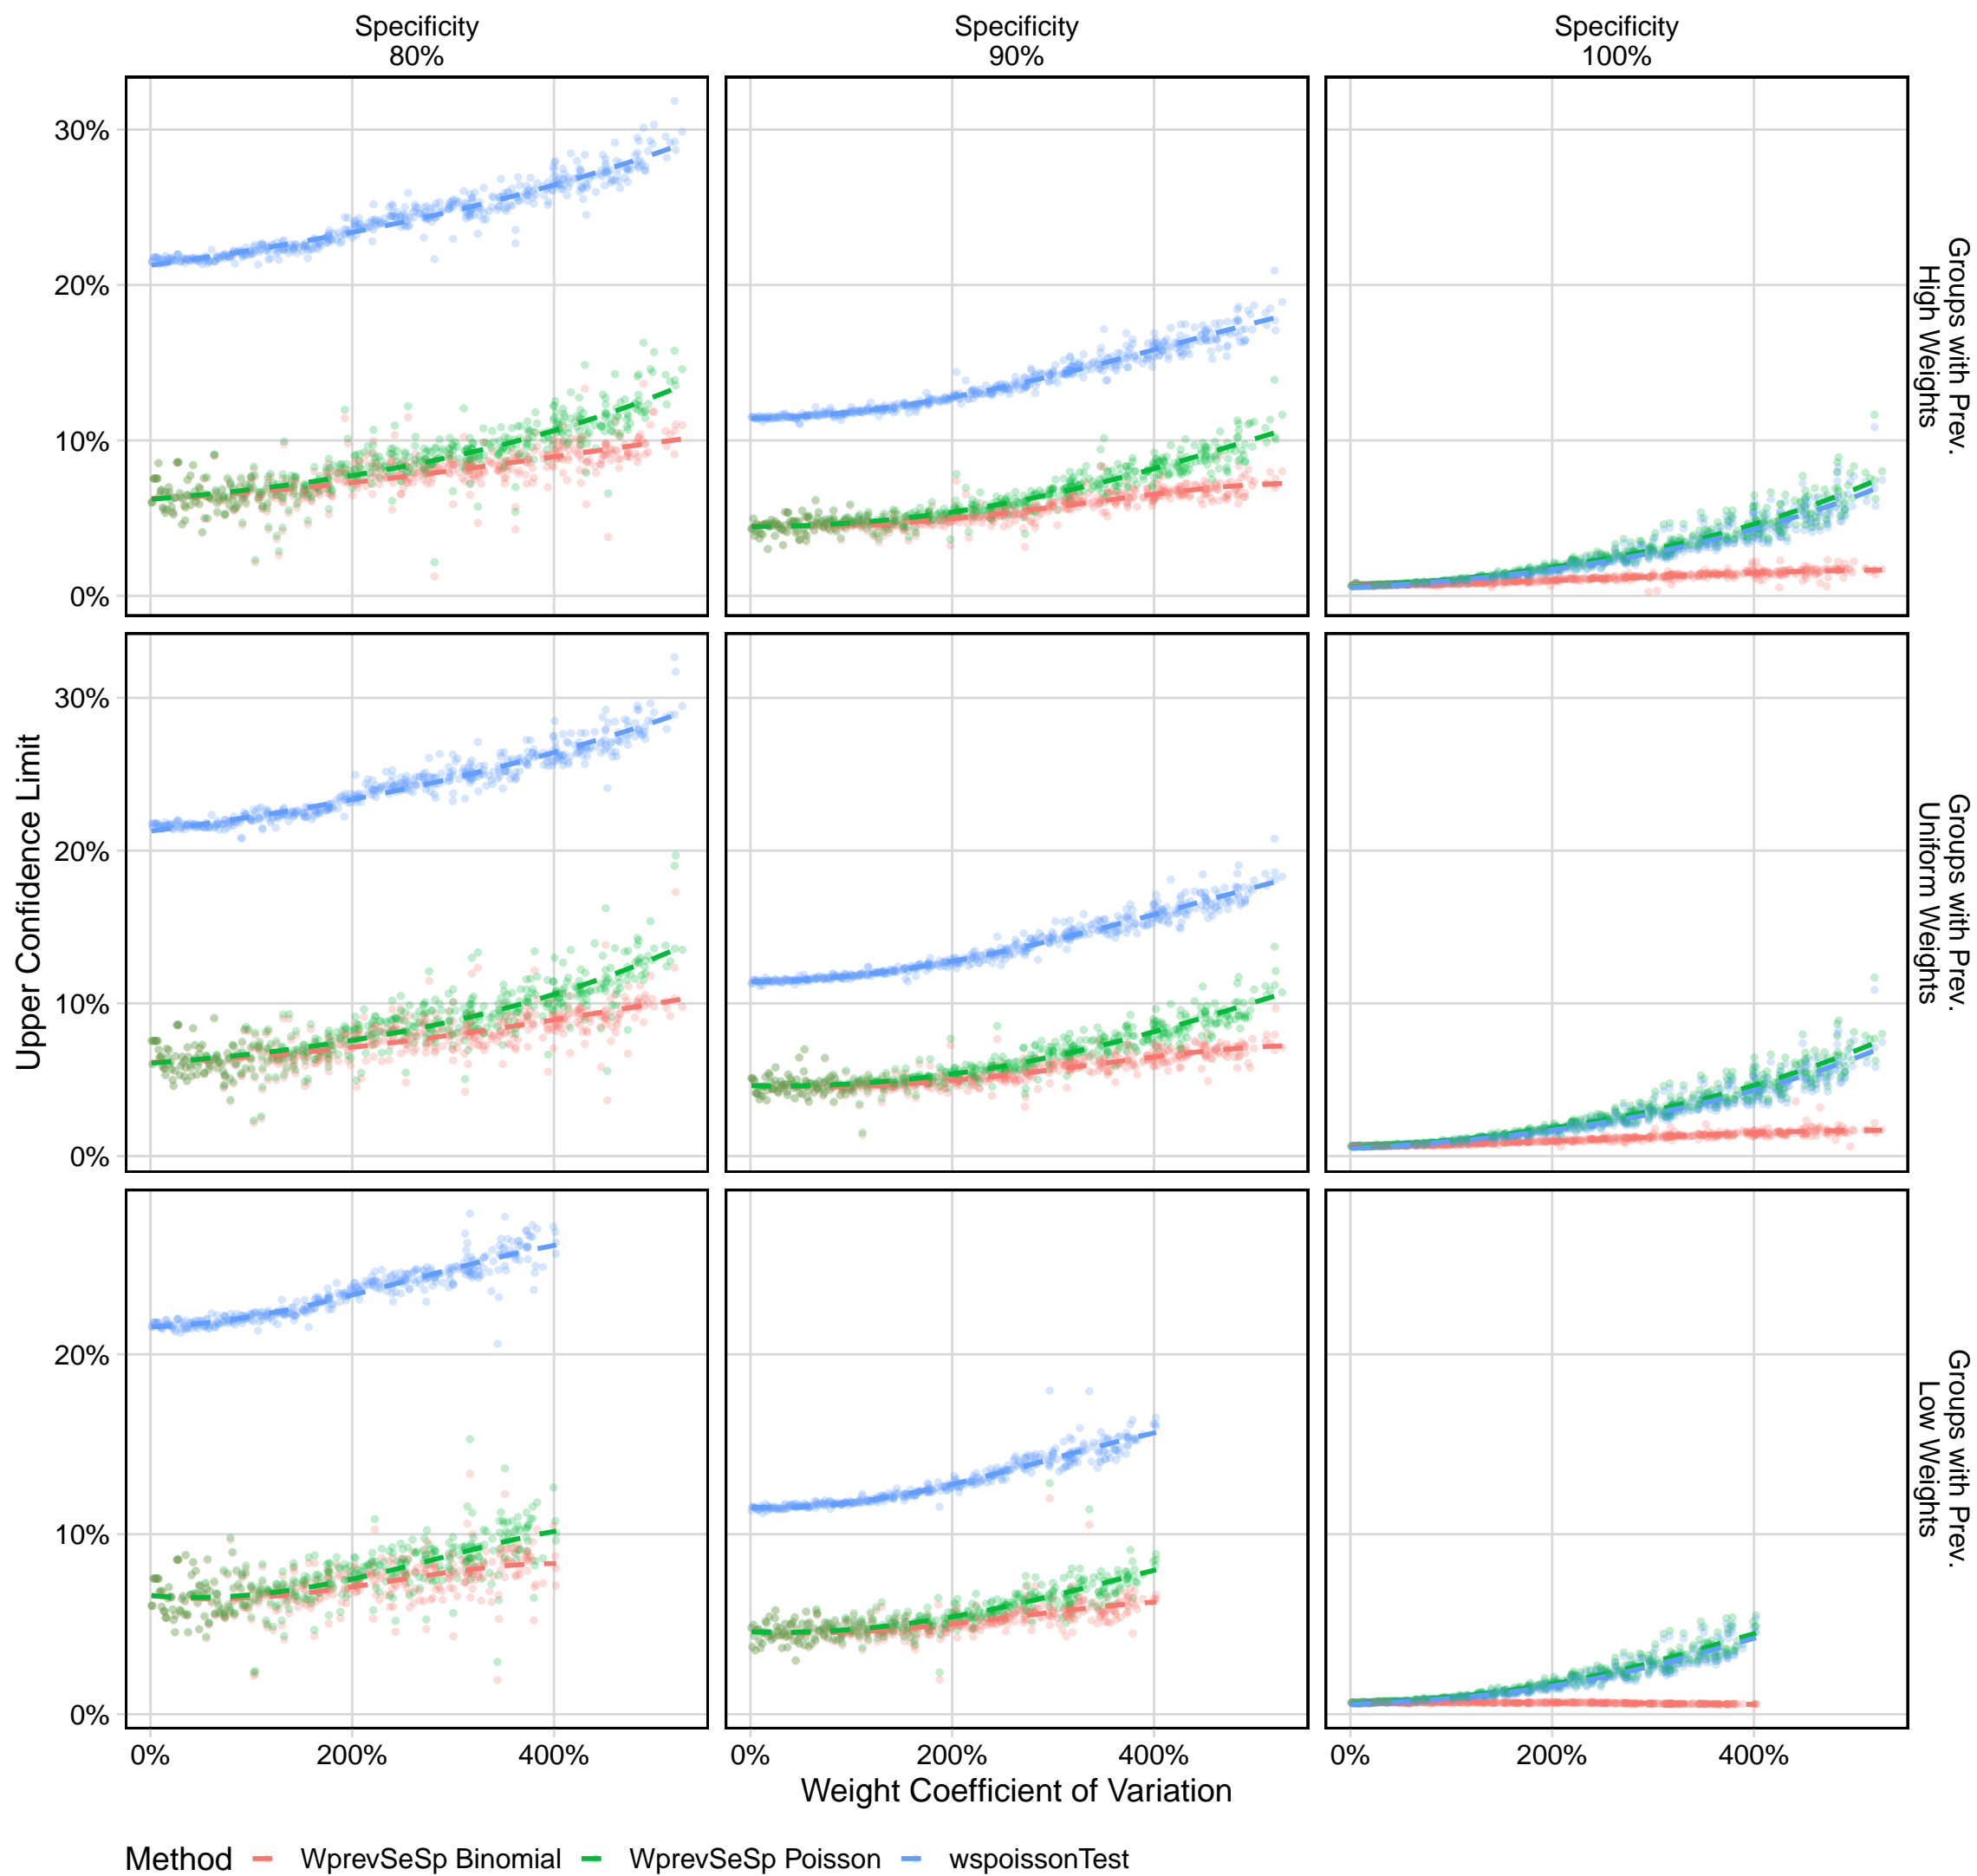 Specificity
80%
Specificity
90%
Specificity
100%
30%
20%
10%
0%
Groups with Prev.
High Weights
Upper Confidence Limit
30%
20%
10%
0%
Groups with Prev.
Uniform Weights
20%
10%
0%
Groups with Prev.
Low Weights
0% 200% 400%
0% 200% 400%
0% 200% 400%
Weight Coefficient of Variation
Method WprevSeSp Binomial WprevSeSp Poisson wspoissonTest